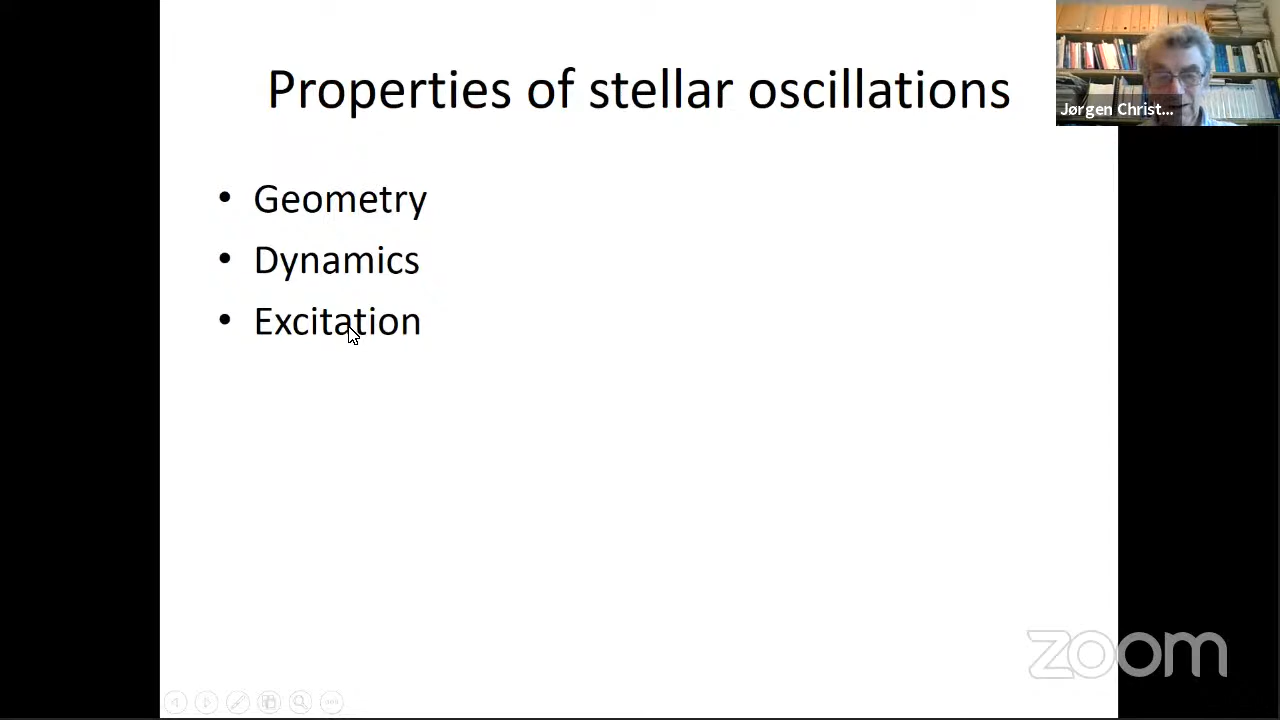 Properties of stellar oscillations
Jørgen Christ...
• Geometry
• Dynamics
• Excitation
zoom